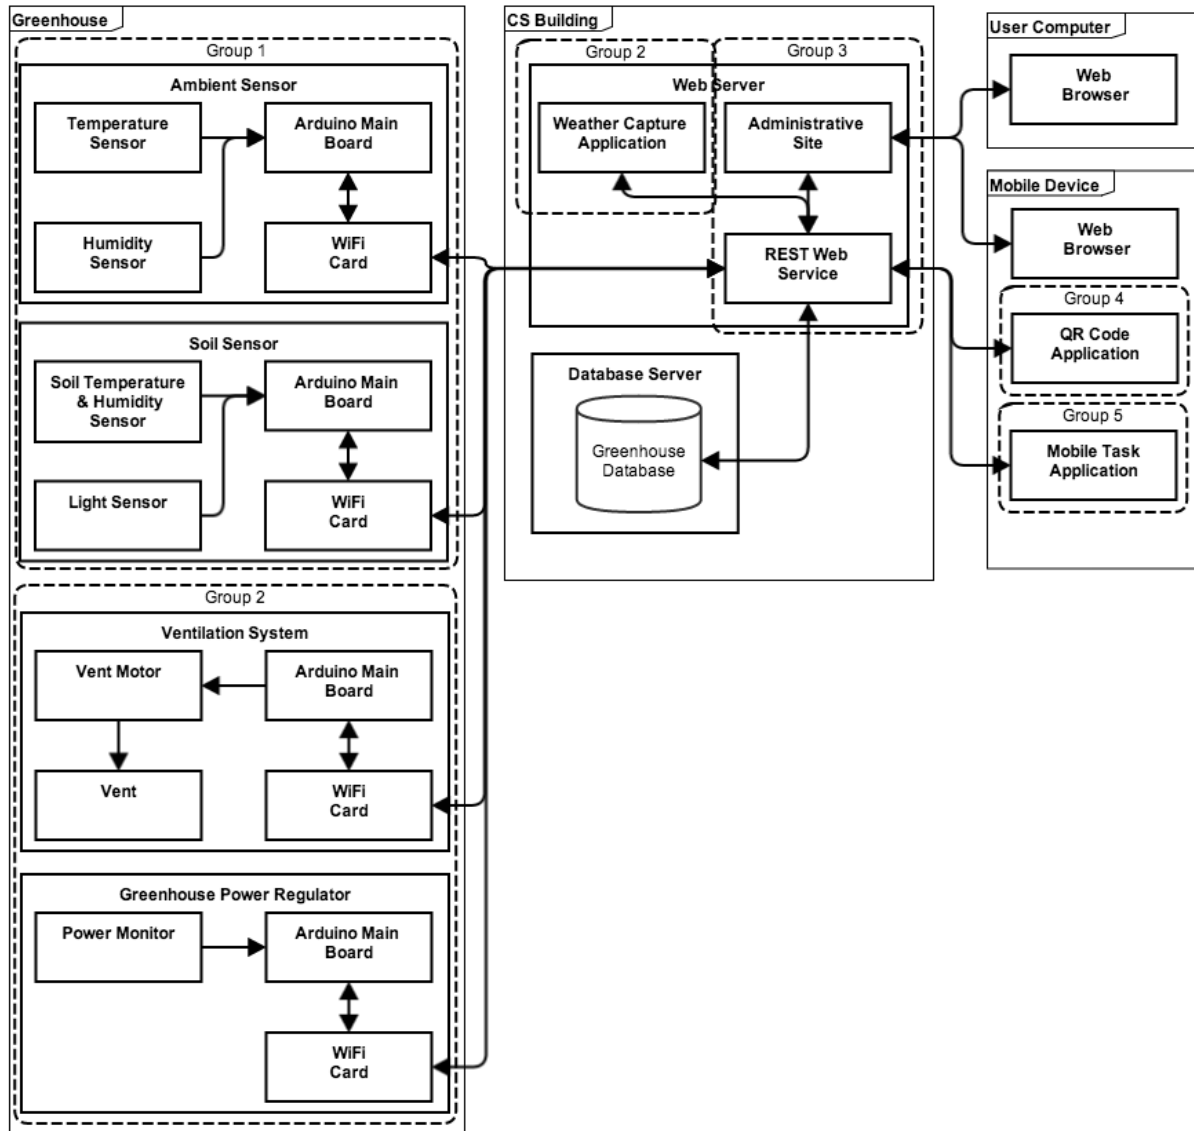 Greenhouse
Group 1
Ambient Sensor
Temperature
Sensor
Arduino Main
Board
Humidity
Sensor
WiFi
Card
Soil Sensor
Soil Temperature
& Humidity
Sensor
Arduino Main
Board
Light Sensor
WiFi
Card
Group 2
Ventilation System
Vent Motor
Arduino Main
Board
Vent
WiFi
Card
Greenhouse Power Regulator
Power Monitor
Arduino Main
Board
WiFi
Card
CS Building
Group 2
Group 3
Web Server
Weather Capture
Application
Administrative
Site
REST Web
Service
Database Server
Greenhouse
Database
User Computer
Web
Browser
Mobile Device
Web
Browser
Group 4
QR Code
Application
Group 5
Mobile Task
Application